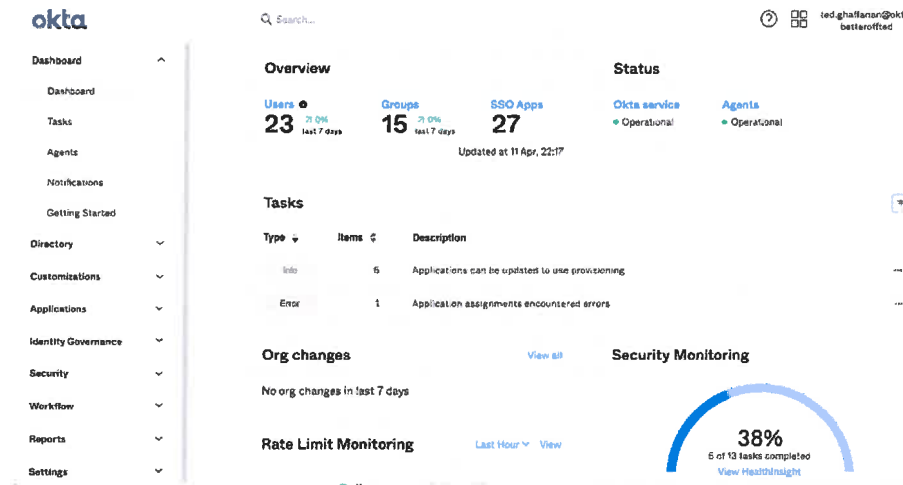 okta
Search...
betteroffted
Dashboard
Dashboard
Tasks
Agents
Notifications
Getting Started
Directory
Customizations
Applications
Identity Governance
Security
Workflow
Reports
Settings
Overview
Users
23
0%
last 7 days
Groups
15
0%
last 7 days
SSO Apps
27
Updated at 11 Apr, 22:17
Status
Okta service
Operational
Agents
Operational
Tasks
Type
Items
Description
Info
6
Applications can be updated to use provisioning
Error
1
Application assignments encountered errors
Org changes
View all
No org changes in last 7 days
Rate Limit Monitoring
Last Hour
View
Security Monitoring
38%
5 of 13 tasks completed
View HealthInsight